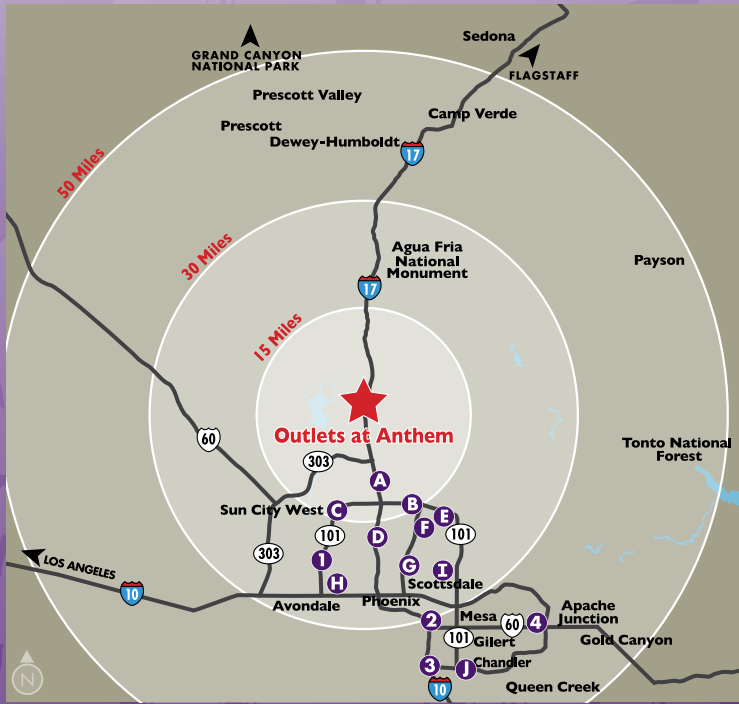 Sedona
GRAND CANYON
NATIONAL PARK
FLAGSTAFF
Prescott Valley
Camp Verde
Prescott
Dewey-Humboldt
17
50 Miles
30 Miles
Agua Fria
National
Monument
Payson
17
15 Miles
Outlets at Anthem
60
303
Tonto National
Forest
A
Sun City West
C
B
E
F
101
D
101
303
1
G
I
LOS ANGELES
H
Scottsdale
10
Avondale
Phoenix
2
Mesa
60
4
Apache
Junction
101
Gilert
Gold Canyon
3
J
Chandler
N
10
Queen Creek